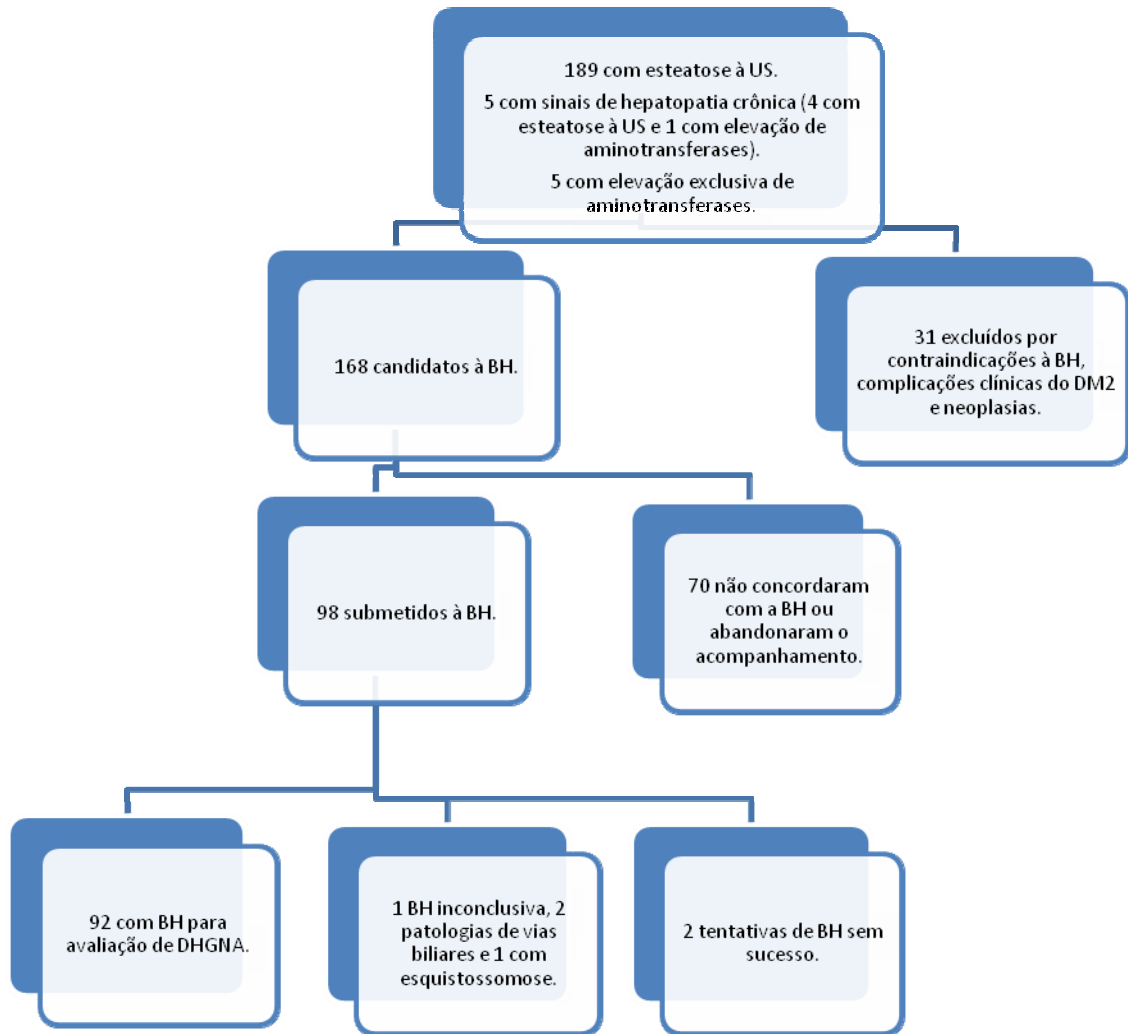 189 com esteatose à US.
5 com sinais de hepatopatia crônica (4 com
esteatose à US e 1 com elevação de
aminotransferases).
5 com elevação exclusiva de
aminotransferases.
168 candidatos à BH.
31 excluídos por
contraindicações à BH,
complicações clínicas do DM2
e neoplasias.
98 submetidos à BH.
70 não concordaram
com a BH ou
abandonaram o
acompanhamento.
92 com BH para
avaliação de DHGNA.
1 BH inconclusiva, 2
patologias de vias
biliares e 1 com
esquistossomose.
2 tentativas de BH sem
sucesso.